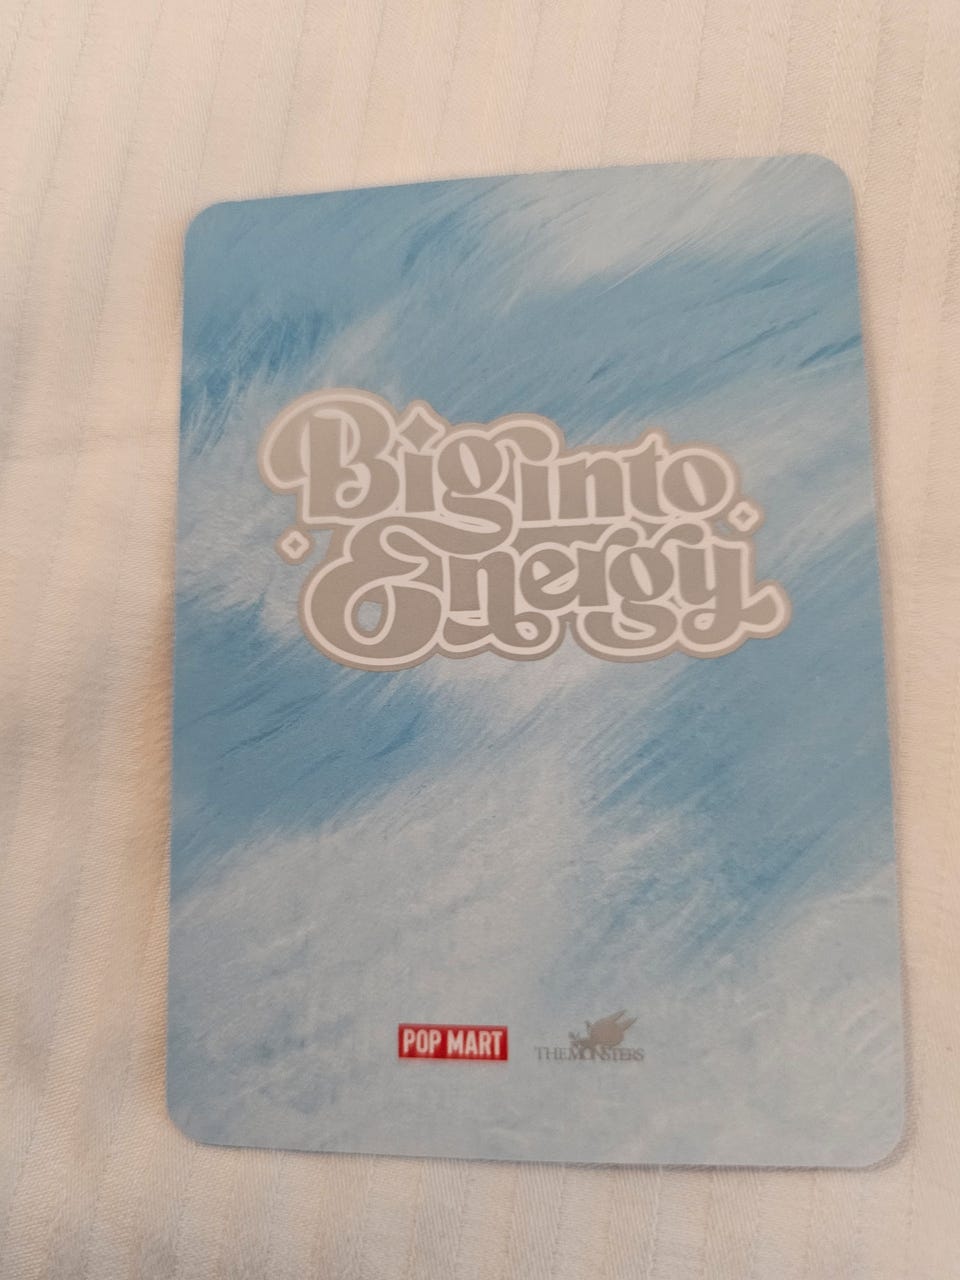 Big into
Energy
POP MART
THE MONSTERS